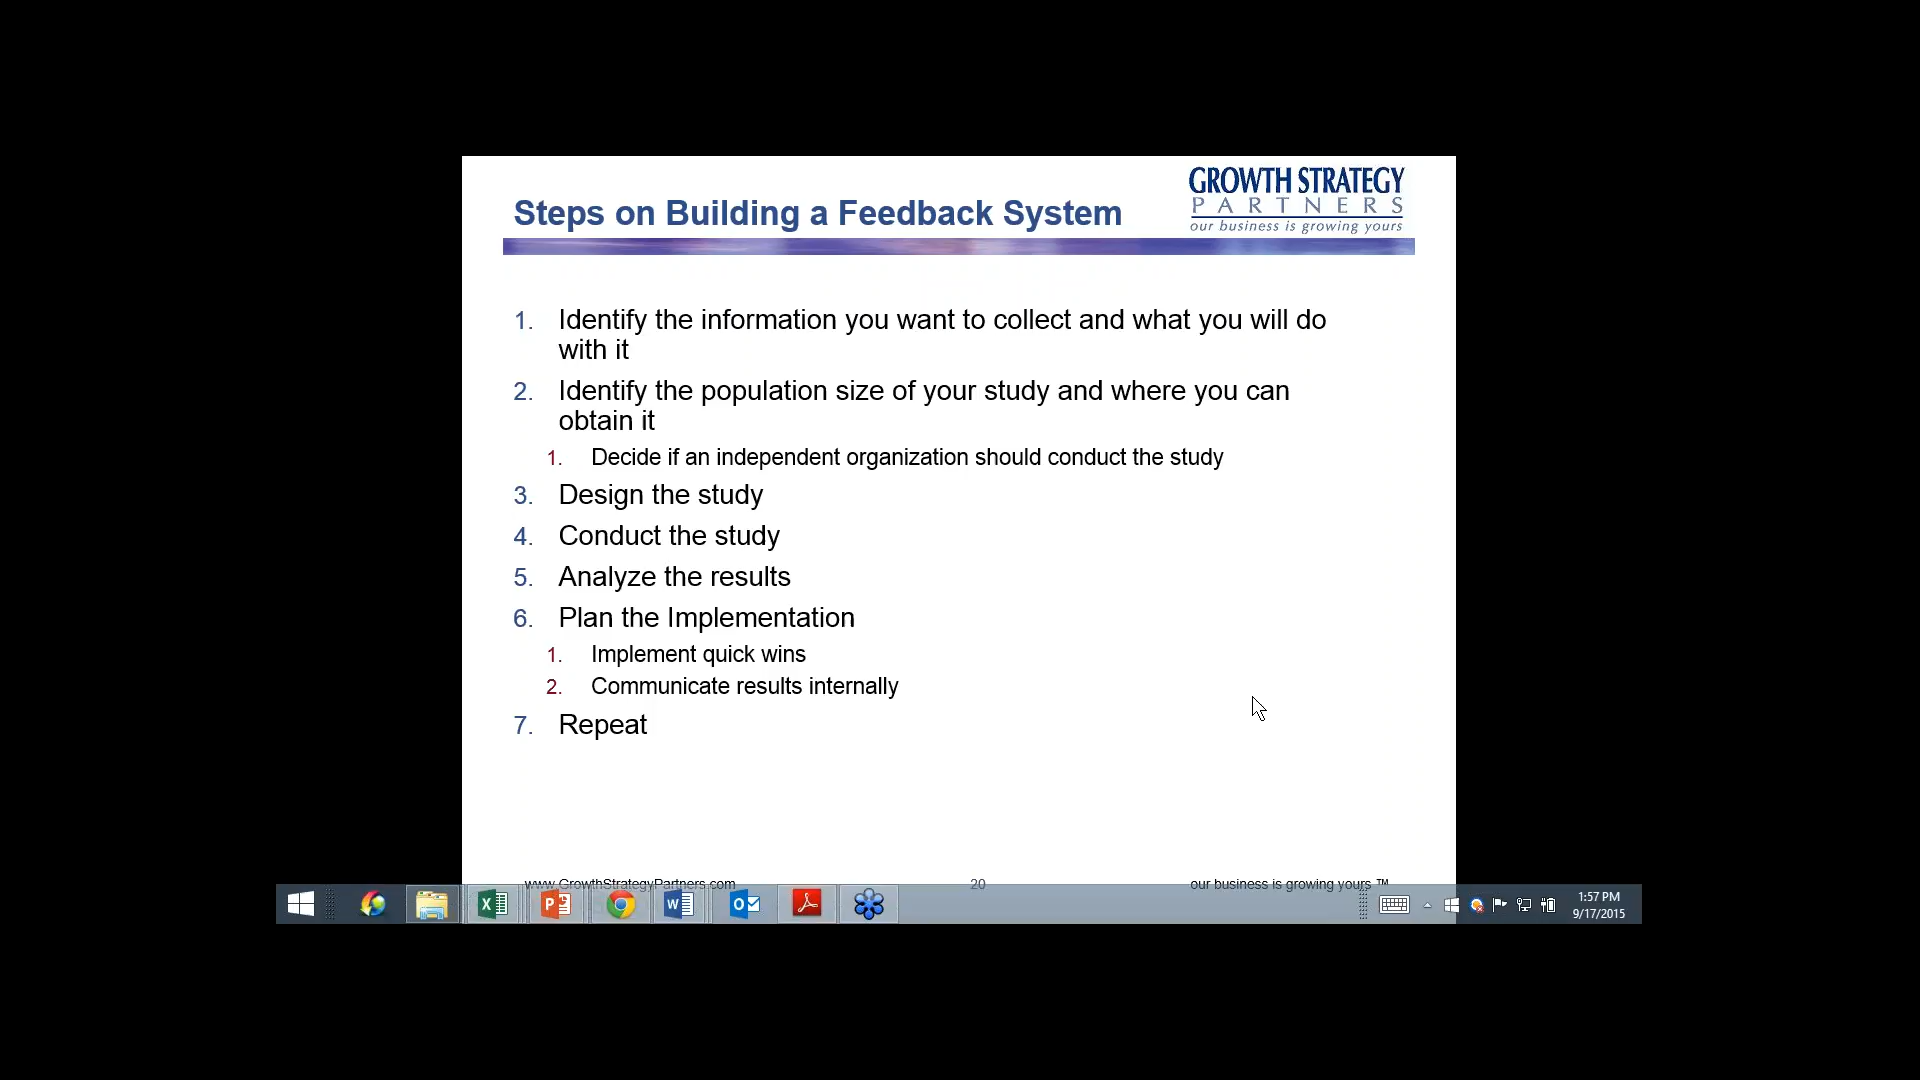 GROWTH STRATEGY
PARTNERS
our business is growing yours
Steps on Building a Feedback System
1. Identify the information you want to collect and what you will do
with it
2. Identify the population size of your study and where you can
obtain it
1. Decide if an independent organization should conduct the study
3. Design the study
4. Conduct the study
5. Analyze the results
6. Plan the Implementation
1. Implement quick wins
2. Communicate results internally
7. Repeat
www.GrowthStrategyPartners.com 20 our business is growing yours ™
1:57 PM
9/17/2015